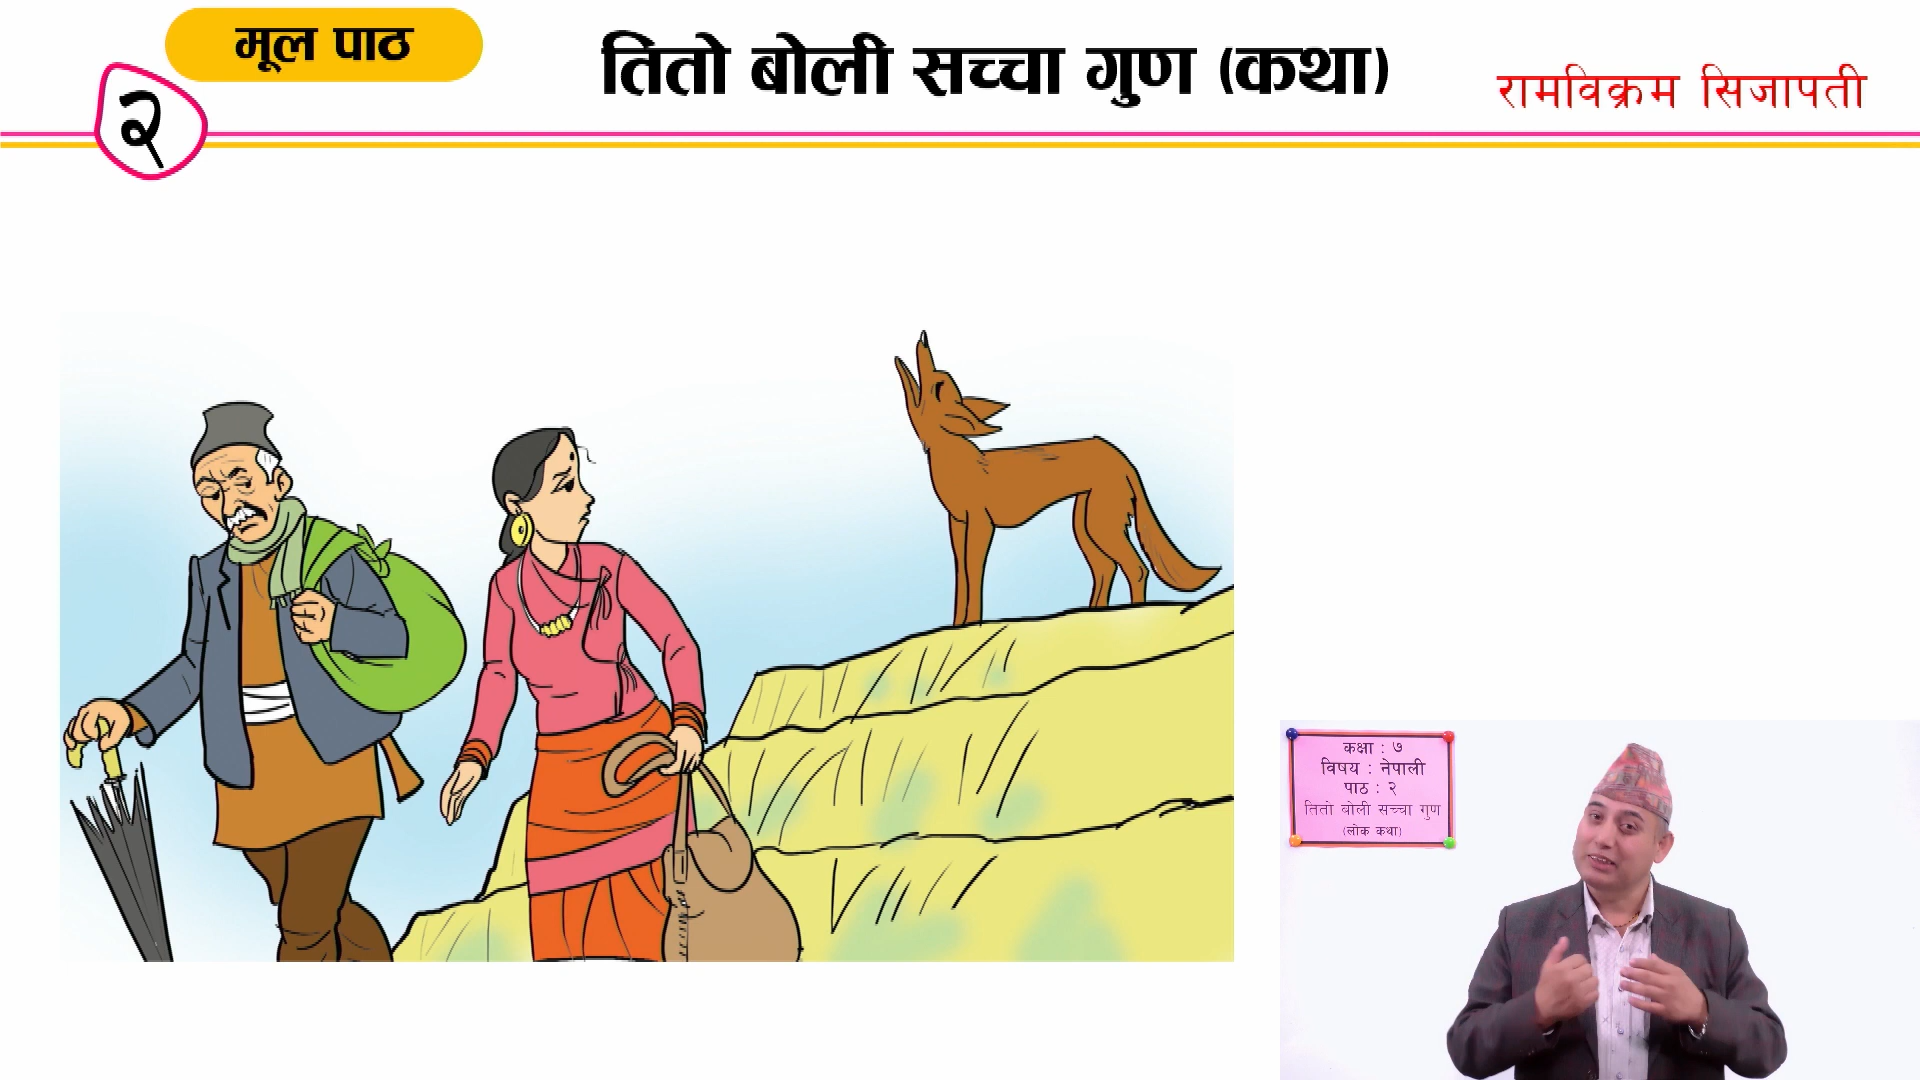 मूल पाठ
२
तितो बोली सच्चा गुण (कथा)
रामविक्रम सिजापती
कक्षा : ७
विषय : नेपाली
पाठ : २
तितो बोली सच्चा गुण
(लोक कथा)